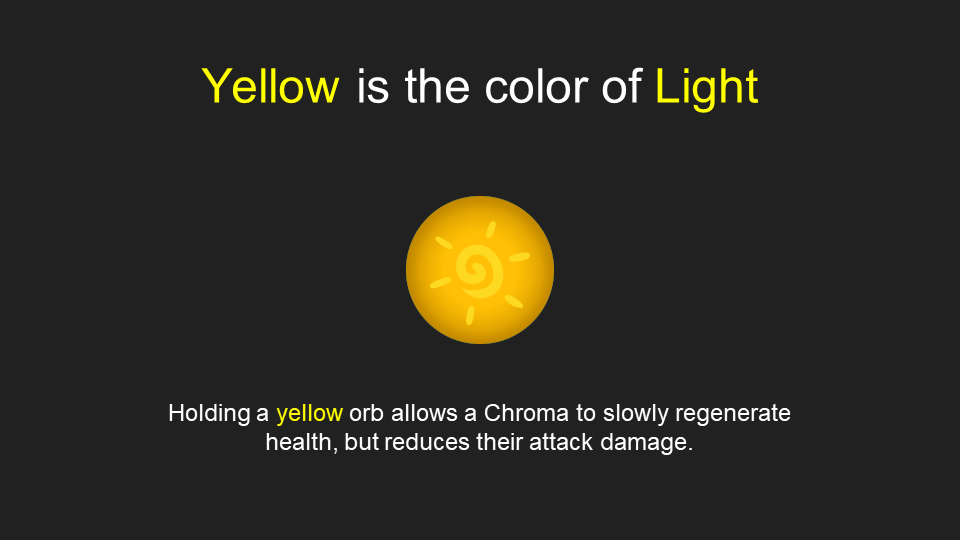 Yellow is the color of Light
Holding a yellow orb allows a Chroma to slowly regenerate
health, but reduces their attack damage.